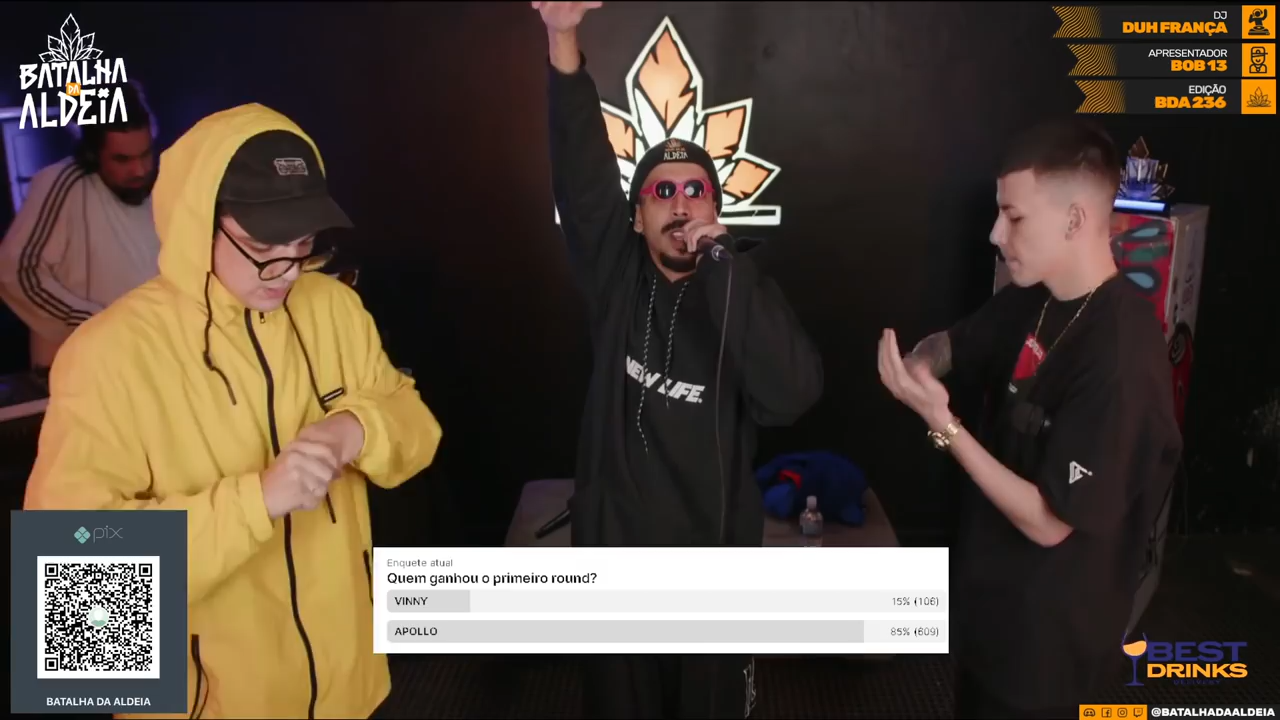 BATALHA
DA
ALDEIA
DJ
DUH FRANÇA
APRESENTADOR
BOB 13
EDIÇÃO
BDA 236
ALDEIA
NEW LIFE.
pix
BATALHA DA ALDEIA
Enquete atual
Quem ganhou o primeiro round?
VINNY 15% (106)
APOLLO 85% (609)
BEST
DRINKS
@BATALHADAALDEIA